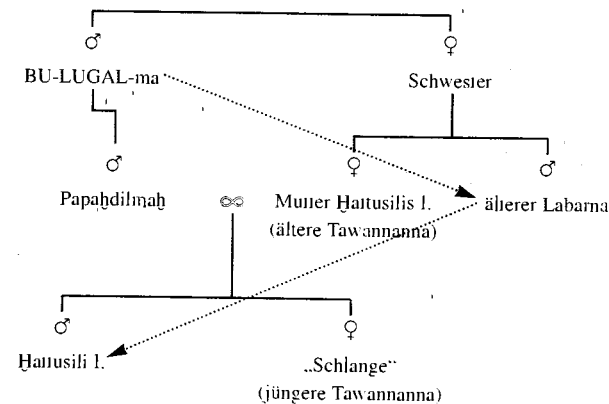 ♂ ♀
BU-LUGAL-ma Schwester
♂ ♀ ♂
Papaḫdilmaḫ ∞ Mutter Ḫattusilis I. älterer Labarna
(ältere Tawannanna)
♂ ♀
Ḫattusili I. „Schlange“
(jüngere Tawannanna)